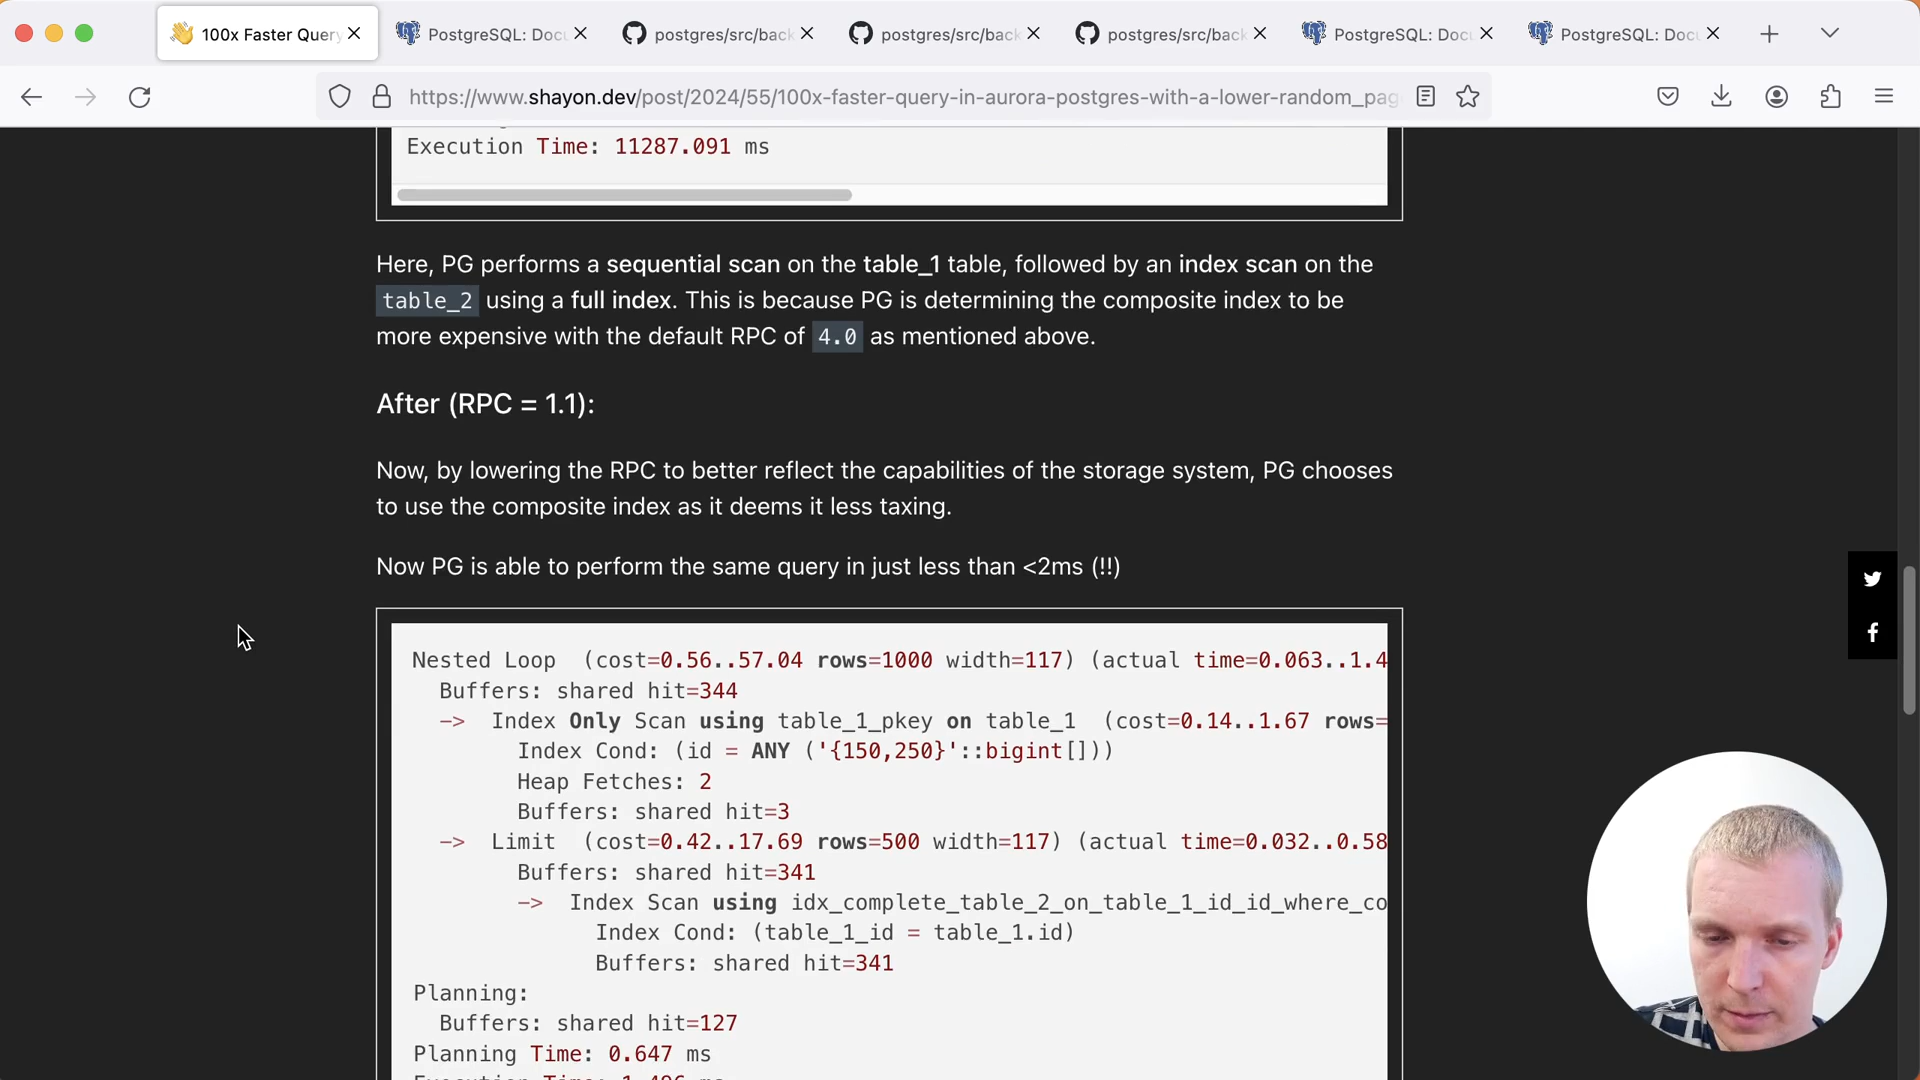 100x Faster Query
PostgreSQL: Docu
postgres/src/back
postgres/src/back
postgres/src/back
PostgreSQL: Docu
PostgreSQL: Docu
https://www.shayon.dev/post/2024/55/100x-faster-query-in-aurora-postgres-with-a-lower-random_pag
Execution Time: 11287.091 ms
Here, PG performs a sequential scan on the table_1 table, followed by an index scan on the
table_2 using a full index. This is because PG is determining the composite index to be
more expensive with the default RPC of 4.0 as mentioned above.
After (RPC = 1.1):
Now, by lowering the RPC to better reflect the capabilities of the storage system, PG chooses
to use the composite index as it deems it less taxing.
Now PG is able to perform the same query in just less than <2ms (!!)
Nested Loop (cost=0.56..57.04 rows=1000 width=117) (actual time=0.063..1.4
Buffers: shared hit=344
-> Index Only Scan using table_1_pkey on table_1 (cost=0.14..1.67 rows=
Index Cond: (id = ANY ('{150,250}'::bigint[]))
Heap Fetches: 2
Buffers: shared hit=3
-> Limit (cost=0.42..17.69 rows=500 width=117) (actual time=0.032..0.58
Buffers: shared hit=341
-> Index Scan using idx_complete_table_2_on_table_1_id_id_where_co
Index Cond: (table_1_id = table_1.id)
Buffers: shared hit=341
Planning:
Buffers: shared hit=127
Planning Time: 0.647 ms